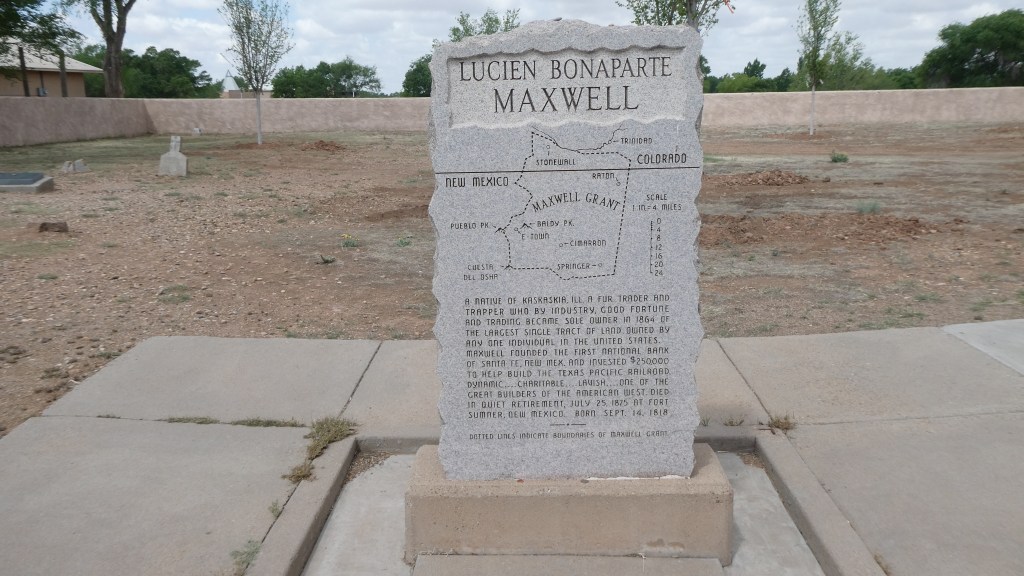 LUCIEN BONAPARTE
MAXWELL
TRINIDAD
STONEWALL
COLORADO
NEW MEXICO
RATON
MAXWELL GRANT
SCALE
1 IN = 4 MILES
PUEBLO PK.
BALDY PK.
E-TOWN
CIMARRON
CUESTA
DEL OSHA
SPRINGER
0
4
8
12
16
20
24
A NATIVE OF KASKASKIA, ILL. A FUR TRADER AND
TRAPPER WHO BY INDUSTRY, GOOD FORTUNE
AND TRADING BECAME SOLE OWNER IN 1864 OF
THE LARGEST SINGLE TRACT OF LAND OWNED BY
ANY ONE INDIVIDUAL IN THE UNITED STATES.
MAXWELL FOUNDED THE FIRST NATIONAL BANK
OF SANTA FE, NEW MEX. AND INVESTED $250,000
TO HELP BUILD THE TEXAS PACIFIC RAILROAD
DYNAMIC....CHARITABLE....LAVISH....ONE OF THE
GREAT BUILDERS OF THE AMERICAN WEST. DIED
IN QUIET RETIREMENT, JULY 25, 1875 AT FORT
SUMNER, NEW MEXICO. BORN SEPT. 14, 1818
DOTTED LINES INDICATE BOUNDARIES OF MAXWELL GRANT